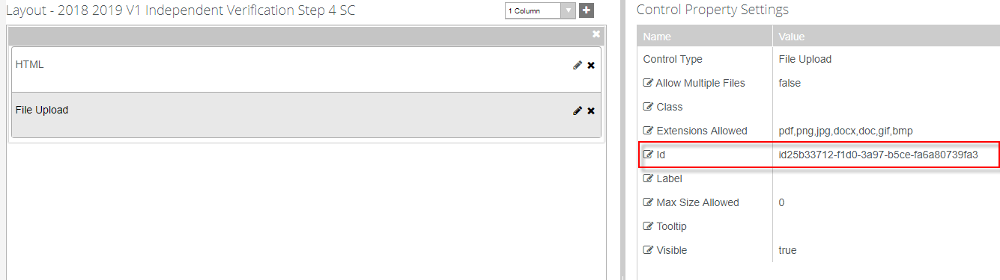 Layout - 2018 2019 V1 Independent Verification Step 4 SC
1 Column
HTML
File Upload
Control Property Settings
Name Value
Control Type File Upload
Allow Multiple Files false
Class
Extensions Allowed pdf,png,jpg,docx,doc,gif,bmp
Id id25b33712-f1d0-3a97-b5ce-fa6a80739fa3
Label
Max Size Allowed 0
Tooltip
Visible true